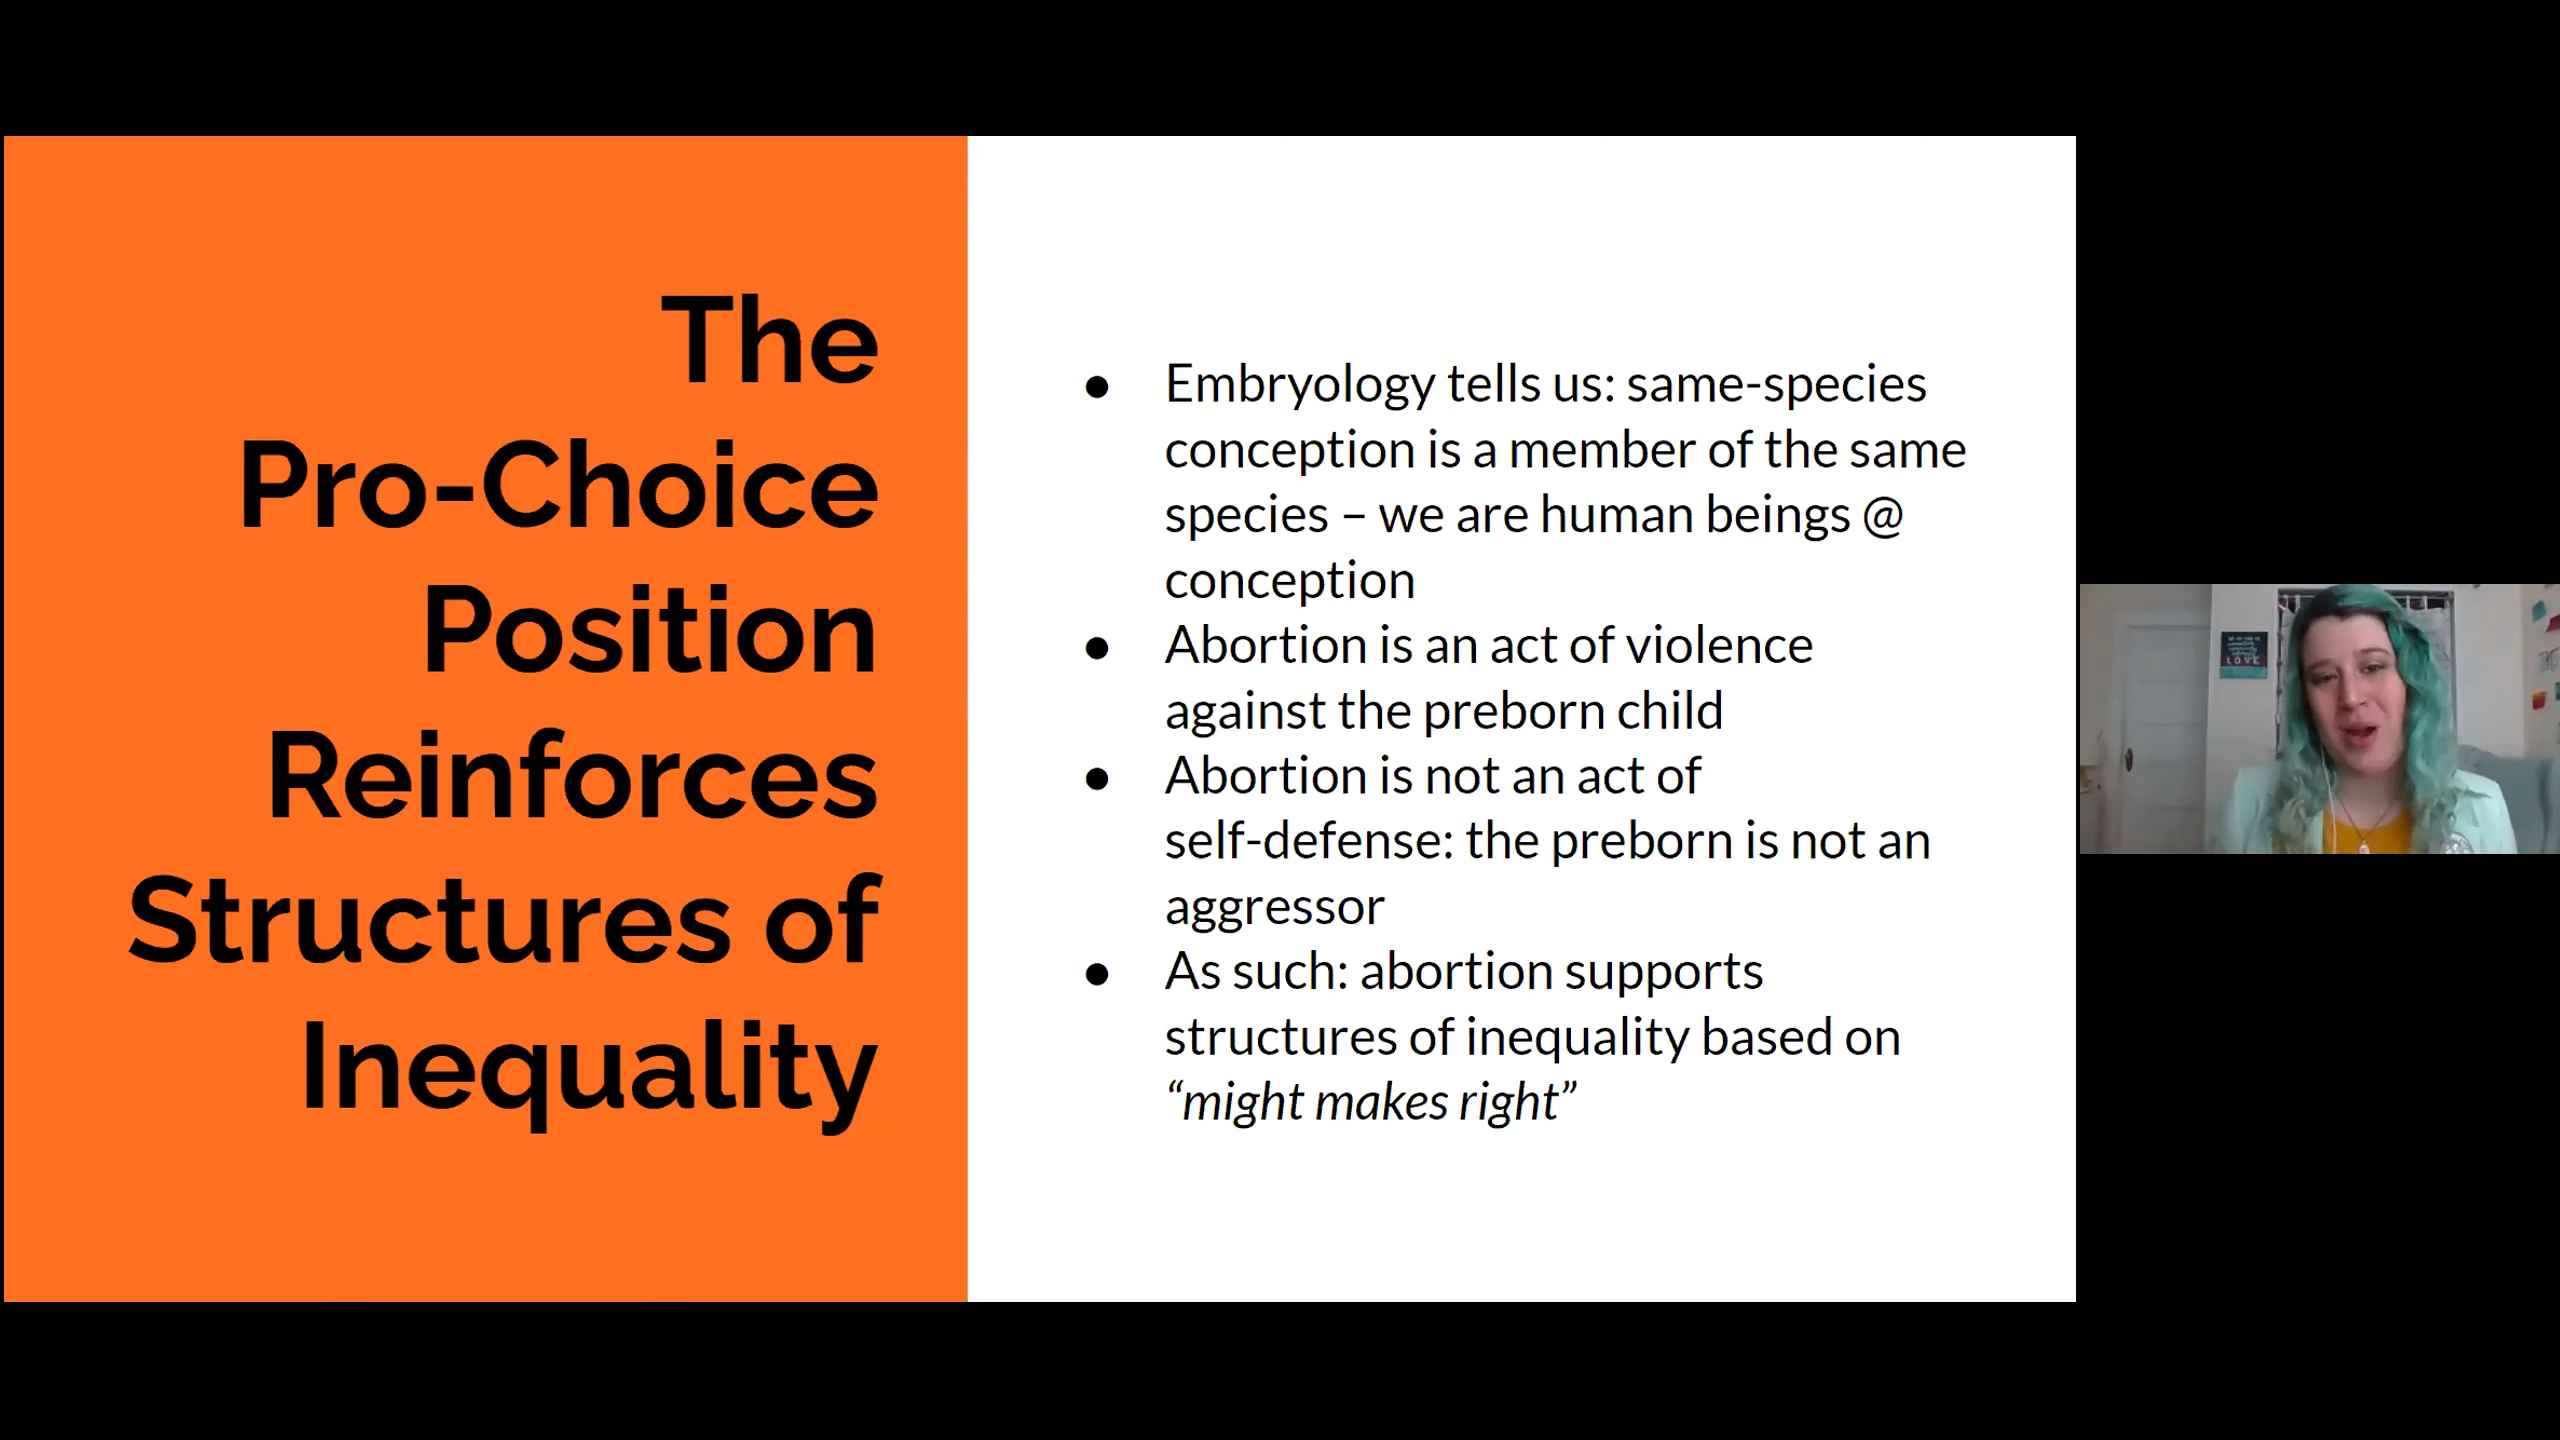 The
Pro-Choice
Position
Reinforces
Structures of
Inequality
● Embryology tells us: same-species
conception is a member of the same
species – we are human beings @
conception
● Abortion is an act of violence
against the preborn child
● Abortion is not an act of
self-defense: the preborn is not an
aggressor
● As such: abortion supports
structures of inequality based on
“might makes right”
LOVE